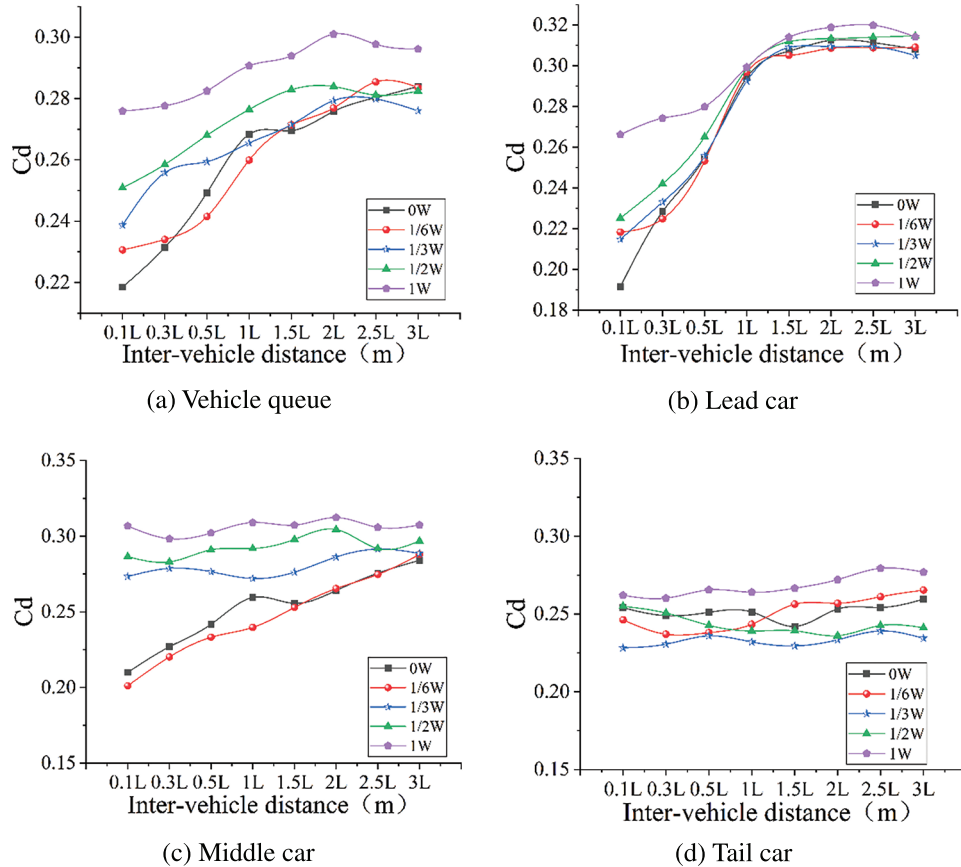 0.30
0.28
0.26
0.24
0.22
Cd
0W
1/6W
1/3W
1/2W
1W
0.1L 0.3L 0.5L 1L 1.5L 2L 2.5L 3L
Inter-vehicle distance（m）
(a) Vehicle queue
0.32
0.30
0.28
0.26
0.24
0.22
0.20
0.18
Cd
0W
1/6W
1/3W
1/2W
1W
0.1L 0.3L 0.5L 1L 1.5L 2L 2.5L 3L
Inter-vehicle distance（m）
(b) Lead car
0.35
0.30
0.25
0.20
0.15
Cd
0W
1/6W
1/3W
1/2W
1W
0.1L 0.3L 0.5L 1L 1.5L 2L 2.5L 3L
Inter-vehicle distance（m）
(c) Middle car
0.35
0.30
0.25
0.20
0.15
Cd
0W
1/6W
1/3W
1/2W
1W
0.1L 0.3L 0.5L 1L 1.5L 2L 2.5L 3L
Inter-vehicle distance（m）
(d) Tail car